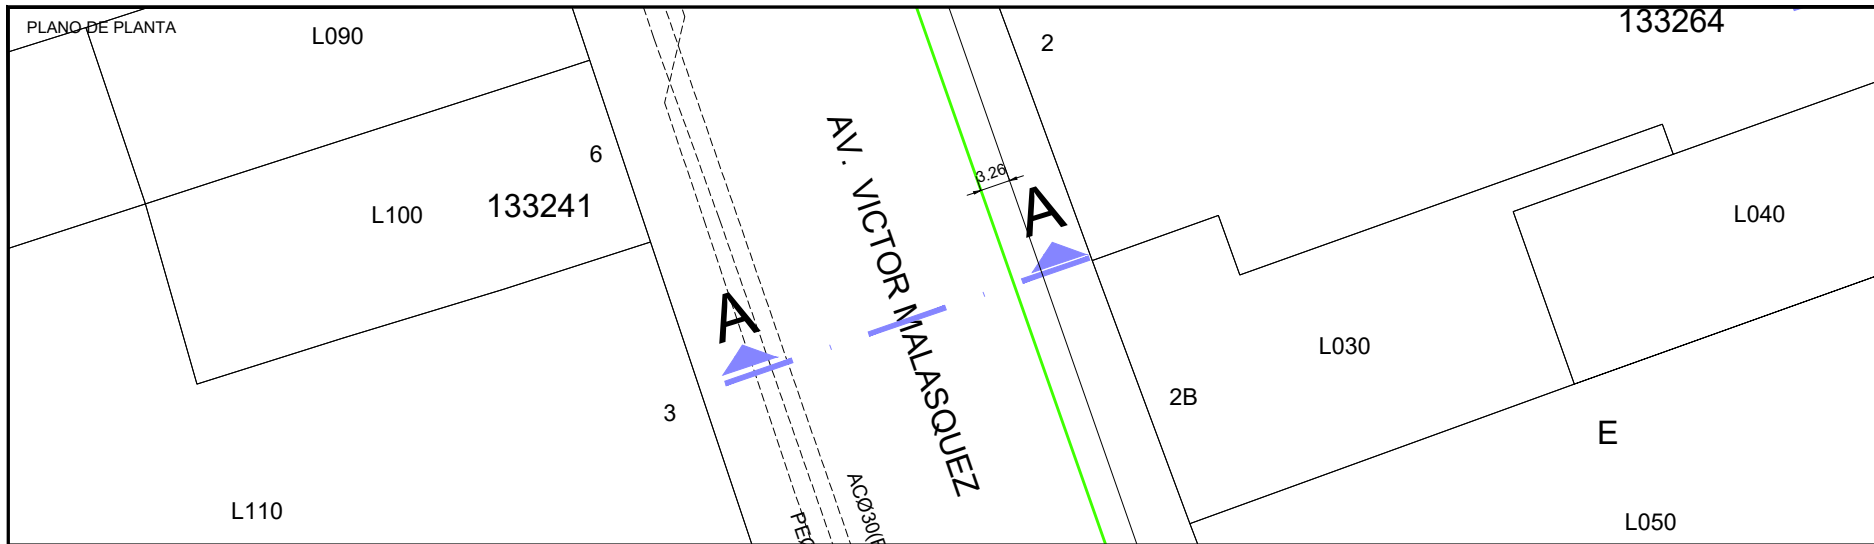 PLANO DE PLANTA
L090
2
133264
6
133241
L100
AV. VICTOR MALASQUEZ
3.26
A
L040
A
L030
2B
3
E
L110
L050
ACØ30(